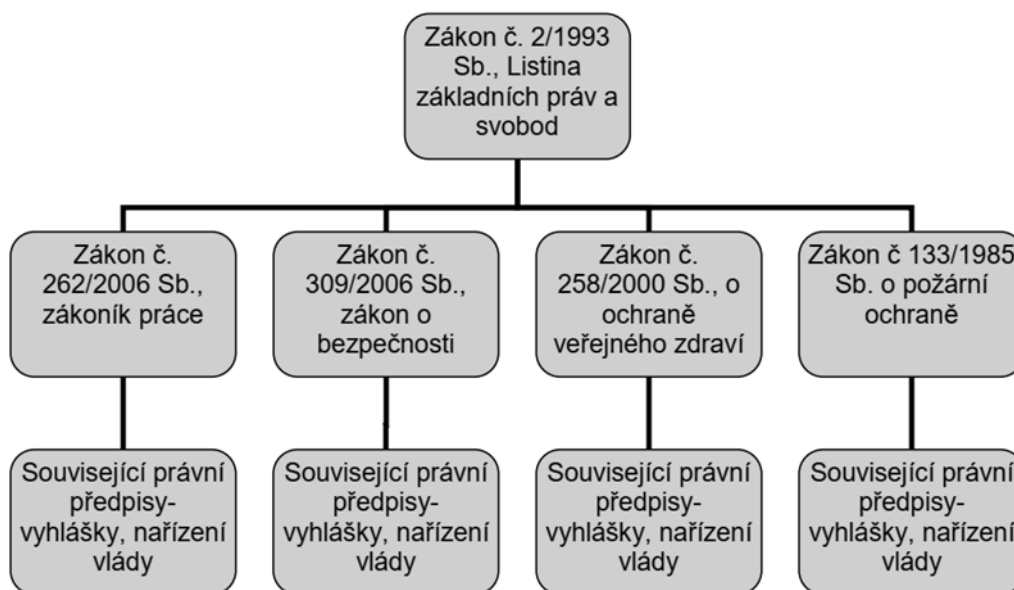 Zákon č. 2/1993
Sb., Listina
základních práv a
svobod
Zákon č.
262/2006 Sb.,
zákoník práce
Zákon č.
309/2006 Sb.,
zákon o
bezpečnosti
Zákon č.
258/2000 Sb., o
ochraně
veřejného zdraví
Zákon č 133/1985
Sb. o požární
ochraně
Související právní
předpisy-
vyhlášky, nařízení
vlády
Související právní
předpisy-
vyhlášky, nařízení
vlády
Související právní
předpisy-
vyhlášky, nařízení
vlády
Související právní
předpisy-
vyhlášky, nařízení
vlády